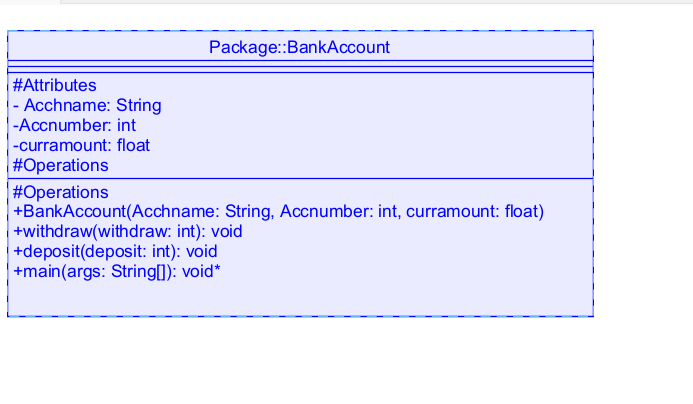 Package::BankAccount
#Attributes
- Acchname: String
-Accnumber: int
-curramount: float
#Operations
#Operations
+BankAccount(Acchname: String, Accnumber: int, curramount: float)
+withdraw(withdraw: int): void
+deposit(deposit: int): void
+main(args: String[]): void*